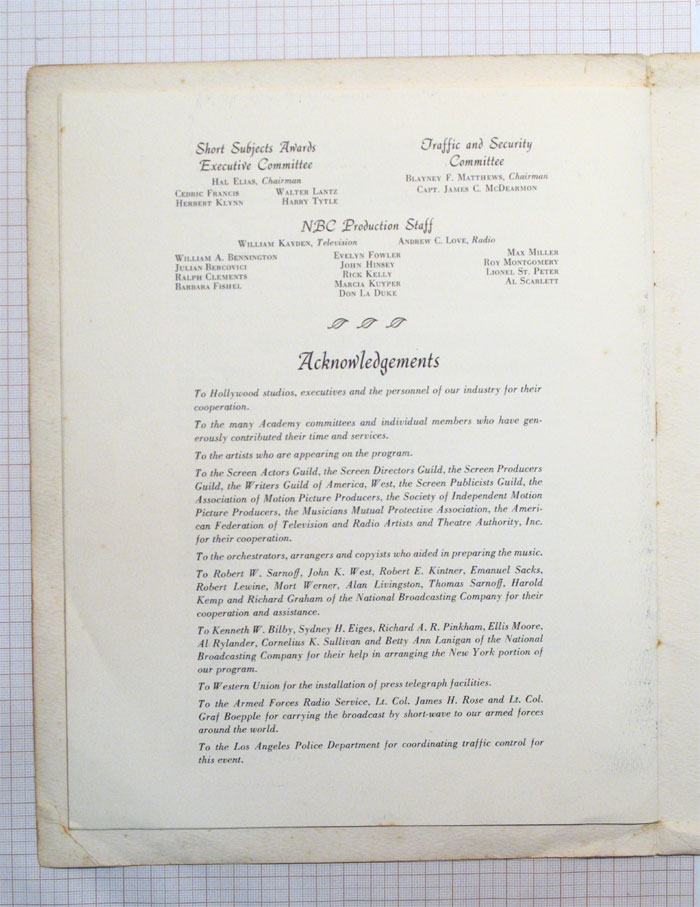 Short Subjects Awards
Executive Committee
HAL ELIAS, Chairman
CEDRIC FRANCIS WALTER LANTZ
HERBERT KLYNN HARRY TYTLE
Traffic and Security
Committee
BLAYNEY F. MATTHEWS, Chairman
CAPT. JAMES C. MCDEARMON
NBC Production Staff
WILLIAM KAYDEN, Television ANDREW C. LOVE, Radio
WILLIAM A. BENNINGTON
JULIAN BERCOVICI
RALPH CLEMENTS
BARBARA FISHEL
EVELYN FOWLER
JOHN HINSEY
RICK KELLY
MARCIA KUYPER
DON LA DUKE
MAX MILLER
ROY MONTGOMERY
LIONEL ST. PETER
AL SCARLETT
Acknowledgements
To Hollywood studios, executives and the personnel of our industry for their
cooperation.
To the many Academy committees and individual members who have gen-
erously contributed their time and services.
To the artists who are appearing on the program.
To the Screen Actors Guild, the Screen Directors Guild, the Screen Producers
Guild, the Writers Guild of America, West, the Screen Publicists Guild, the
Association of Motion Picture Producers, the Society of Independent Motion
Picture Producers, the Musicians Mutual Protective Association, the Ameri-
can Federation of Television and Radio Artists and Theatre Authority, Inc.
for their cooperation.
To the orchestrators, arrangers and copyists who aided in preparing the music.
To Robert W. Sarnoff, John K. West, Robert E. Kintner, Emanuel Sacks,
Robert Lewine, Mort Werner, Alan Livingston, Thomas Sarnoff, Harold
Kemp and Richard Graham of the National Broadcasting Company for their
cooperation and assistance.
To Kenneth W. Bilby, Sydney H. Eiges, Richard A. R. Pinkham, Ellis Moore,
Al Rylander, Cornelius K. Sullivan and Betty Ann Lanigan of the National
Broadcasting Company for their help in arranging the New York portion of
our program.
To Western Union for the installation of press telegraph facilities.
To the Armed Forces Radio Service, Lt. Col. James H. Rose and Lt. Col.
Graf Boepple for carrying the broadcast by short-wave to our armed forces
around the world.
To the Los Angeles Police Department for coordinating traffic control for
this event.